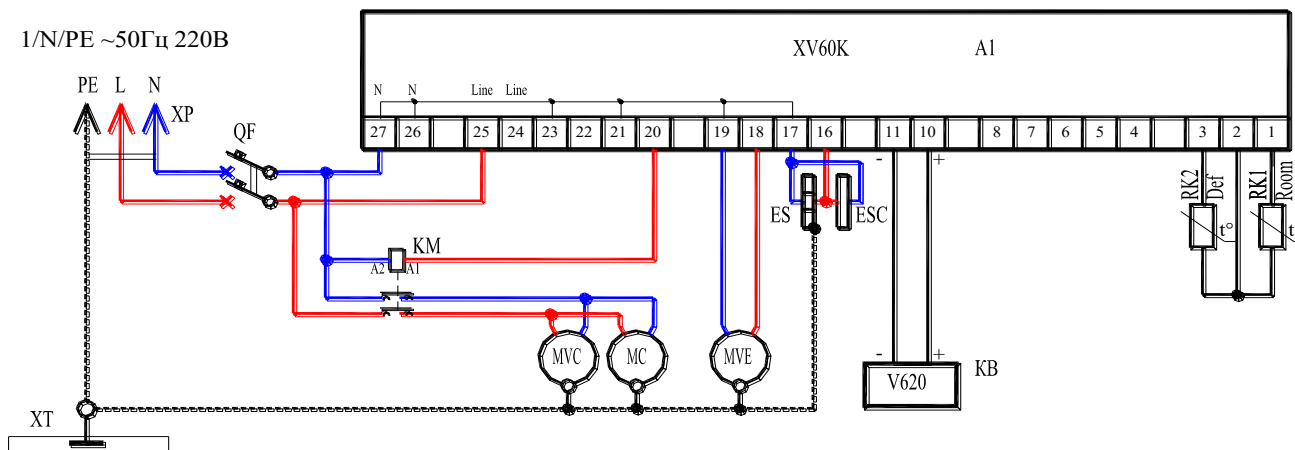 1/N/PE ~50Гц 220В
XV60K A1
PE L N XP
QF
N N Line Line
27 26 25 24 23 22 21 20 19 18 17 16 11 10 8 7 6 5 4 3 2 1
- +
RK2 Def RK1 Room
ES ESC
t° t
KM
A2 A1
MVC MC MVE
- +
V620 KB
XT